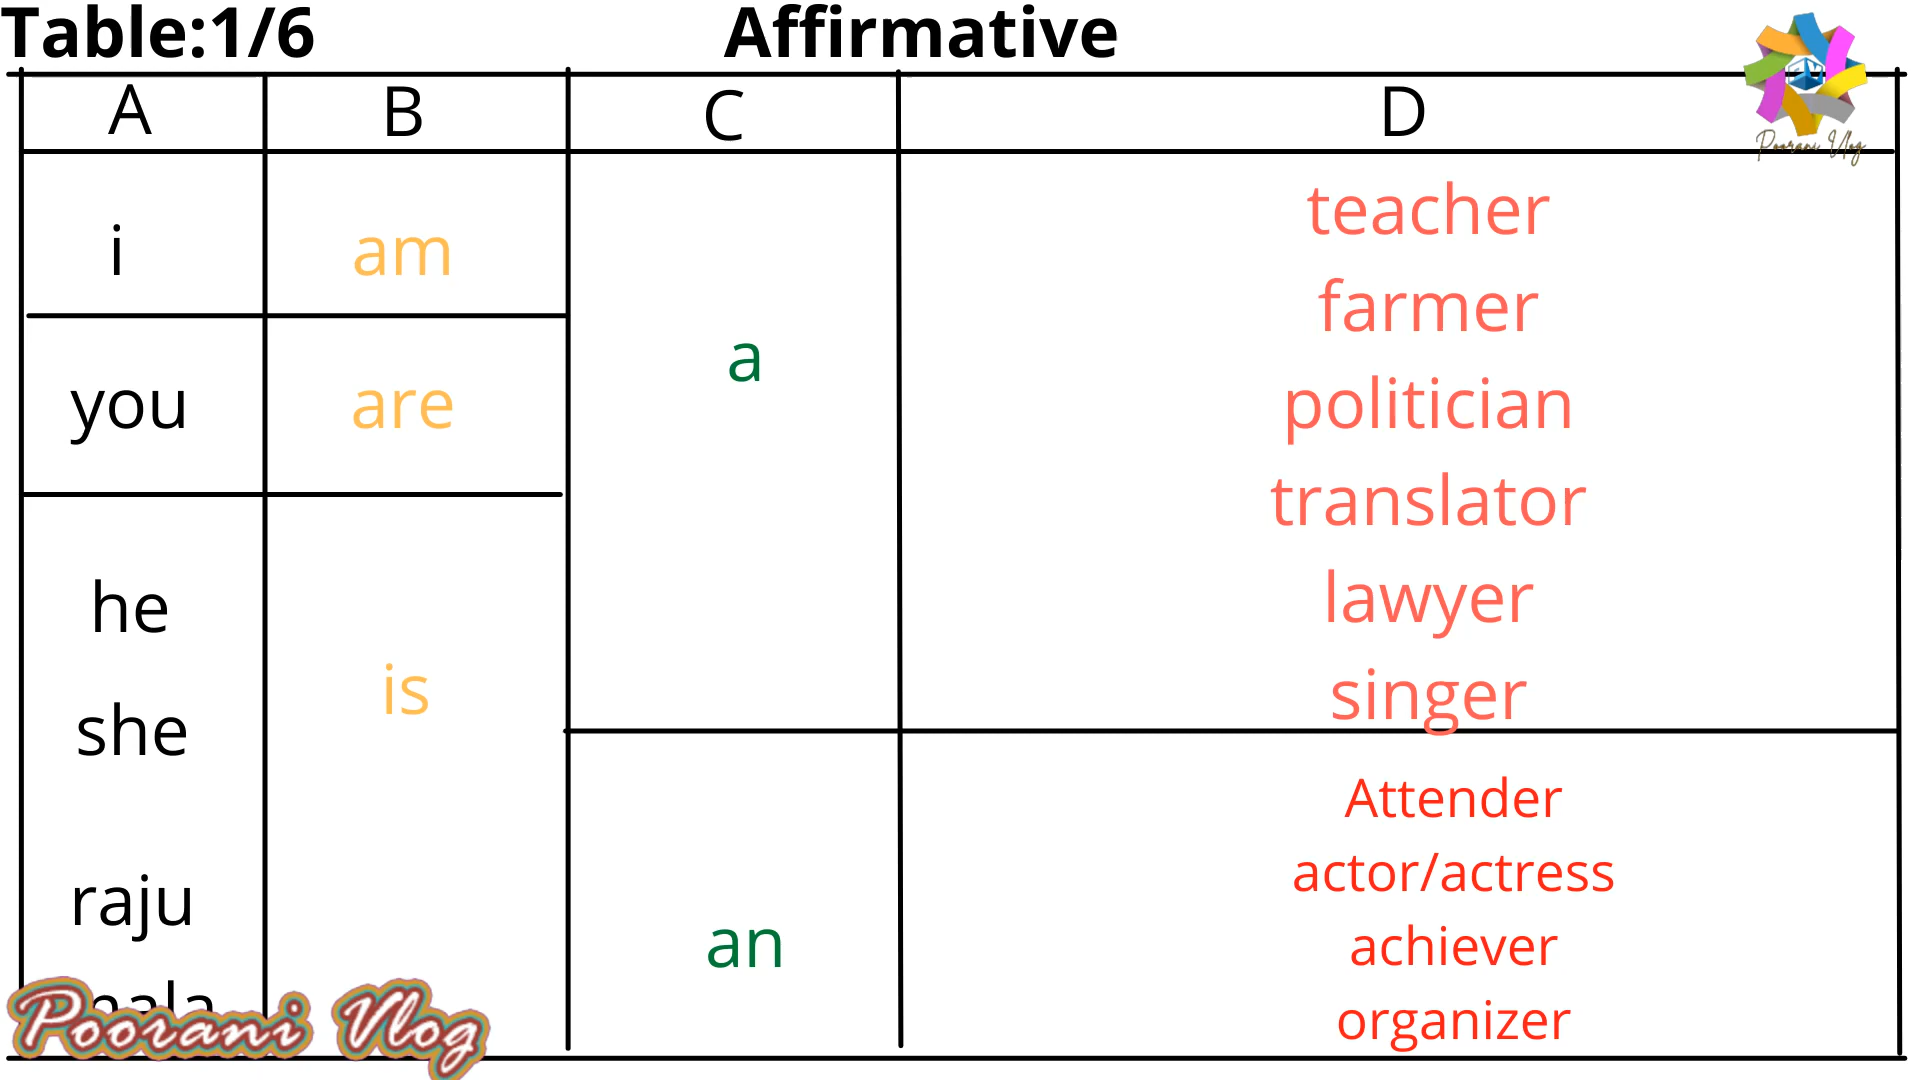 Table:1/6 Affirmative
A B C D
Poorani Vlog
i am
you are
he
she
is
raju
a
teacher
farmer
politician
translator
lawyer
singer
an
Attender
actor/actress
achiever
organizer
Poorani Vlog